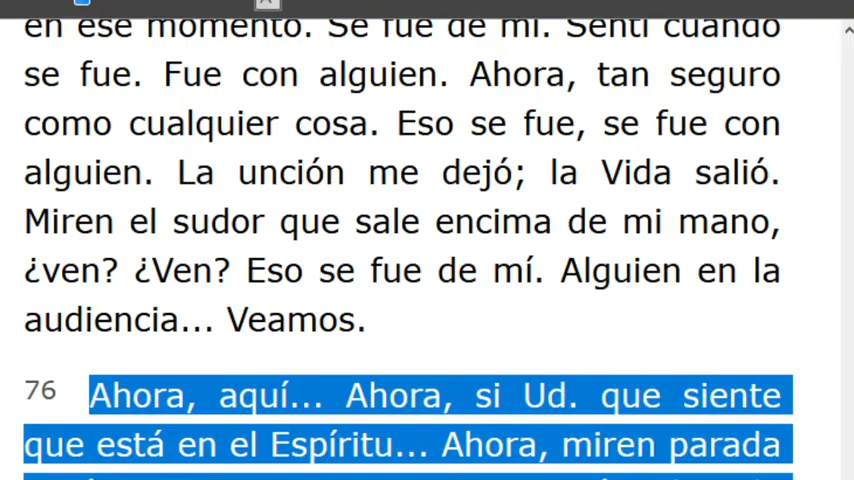 en ese momento. Se fue de mí. Sentí cuando
se fue. Fue con alguien. Ahora, tan seguro
como cualquier cosa. Eso se fue, se fue con
alguien. La unción me dejó; la Vida salió.
Miren el sudor que sale encima de mi mano,
¿ven? ¿Ven? Eso se fue de mí. Alguien en la
audiencia... Veamos.
76 Ahora, aquí... Ahora, si Ud. que siente
que está en el Espíritu... Ahora, miren parada